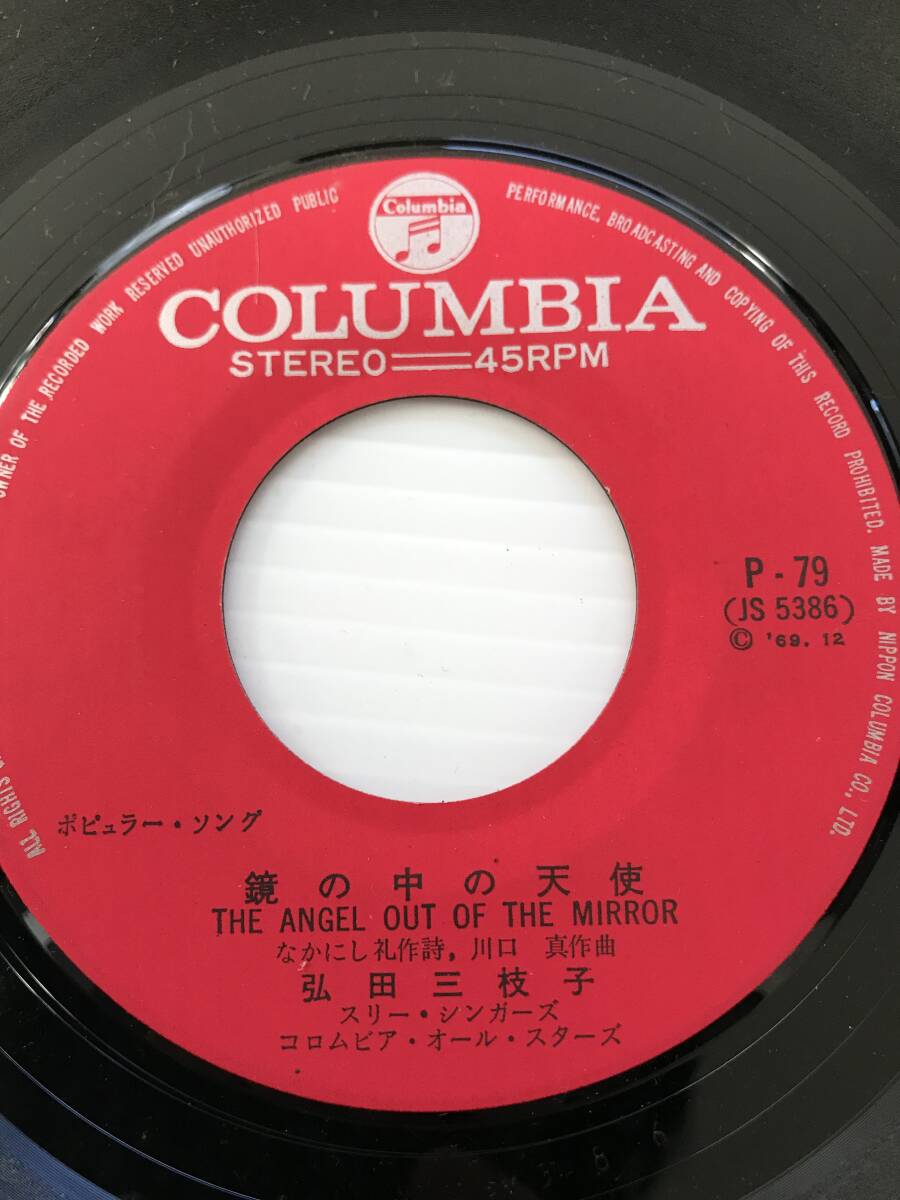 Columbia
COLUMBIA
STEREO══45RPM
P - 79
(JS 5386)
© '69. 12
ポピュラー・ソング
鏡の中の天使
THE ANGEL OUT OF THE MIRROR
なかにし礼作詩, 川口 真作曲
弘田三枝子
スリー・シンガーズ
コロムビア・オール・スターズ
ALL RIGHTS
OWNER OF THE RECORDED WORK RESERVED UNAUTHORIZED PUBLIC PERFORMANCE. BROADCASTING AND COPYING OF THIS RECORD PROHIBITED. MADE BY NIPPON COLUMBIA CO., LTD.